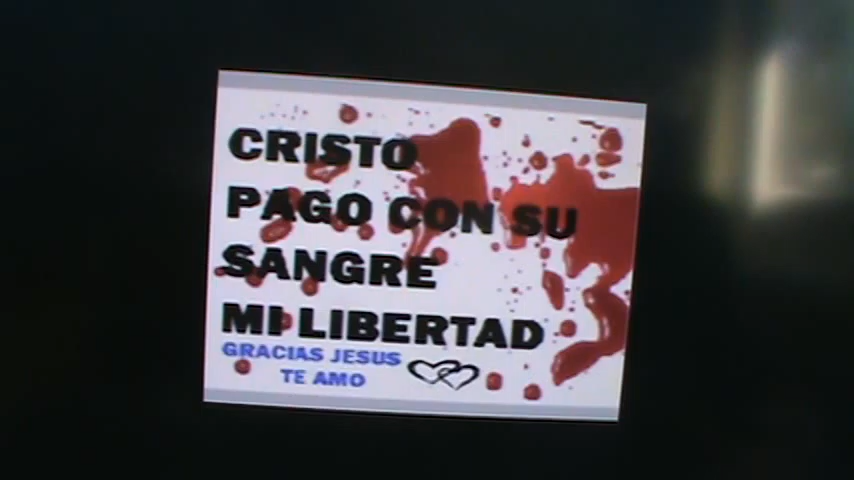 CRISTO
PAGO CON SU
SANGRE
MI LIBERTAD
GRACIAS JESUS
TE AMO